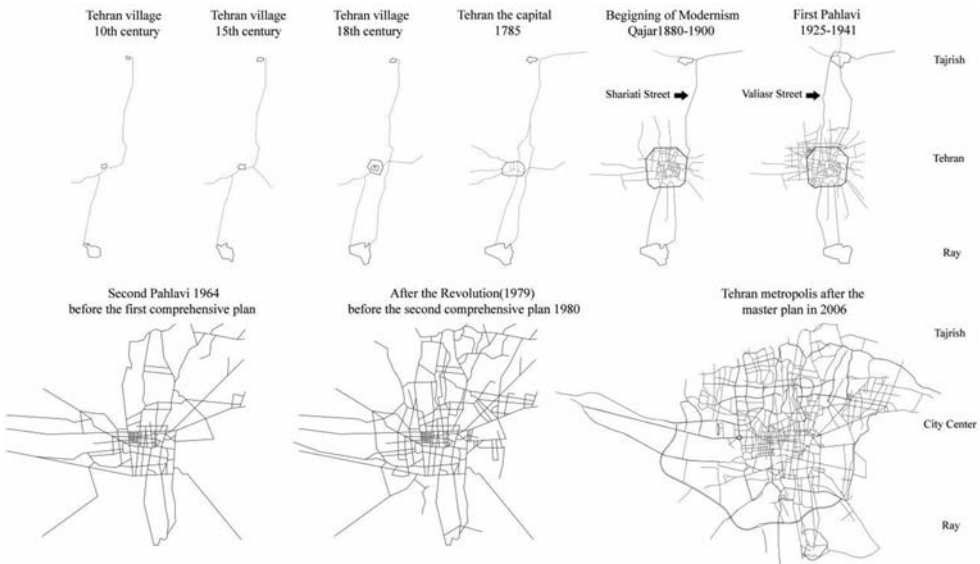 Tehran village
10th century
Tehran village
15th century
Tehran village
18th century
Tehran the capital
1785
Begigning of Modernism
Qajar1880-1900
First Pahlavi
1925-1941
Tajrish
Shariati Street
Valiasr Street
Tehran
Ray
Second Pahlavi 1964
before the first comprehensive plan
After the Revolution(1979)
before the second comprehensive plan 1980
Tehran metropolis after the
master plan in 2006
Tajrish
City Center
Ray